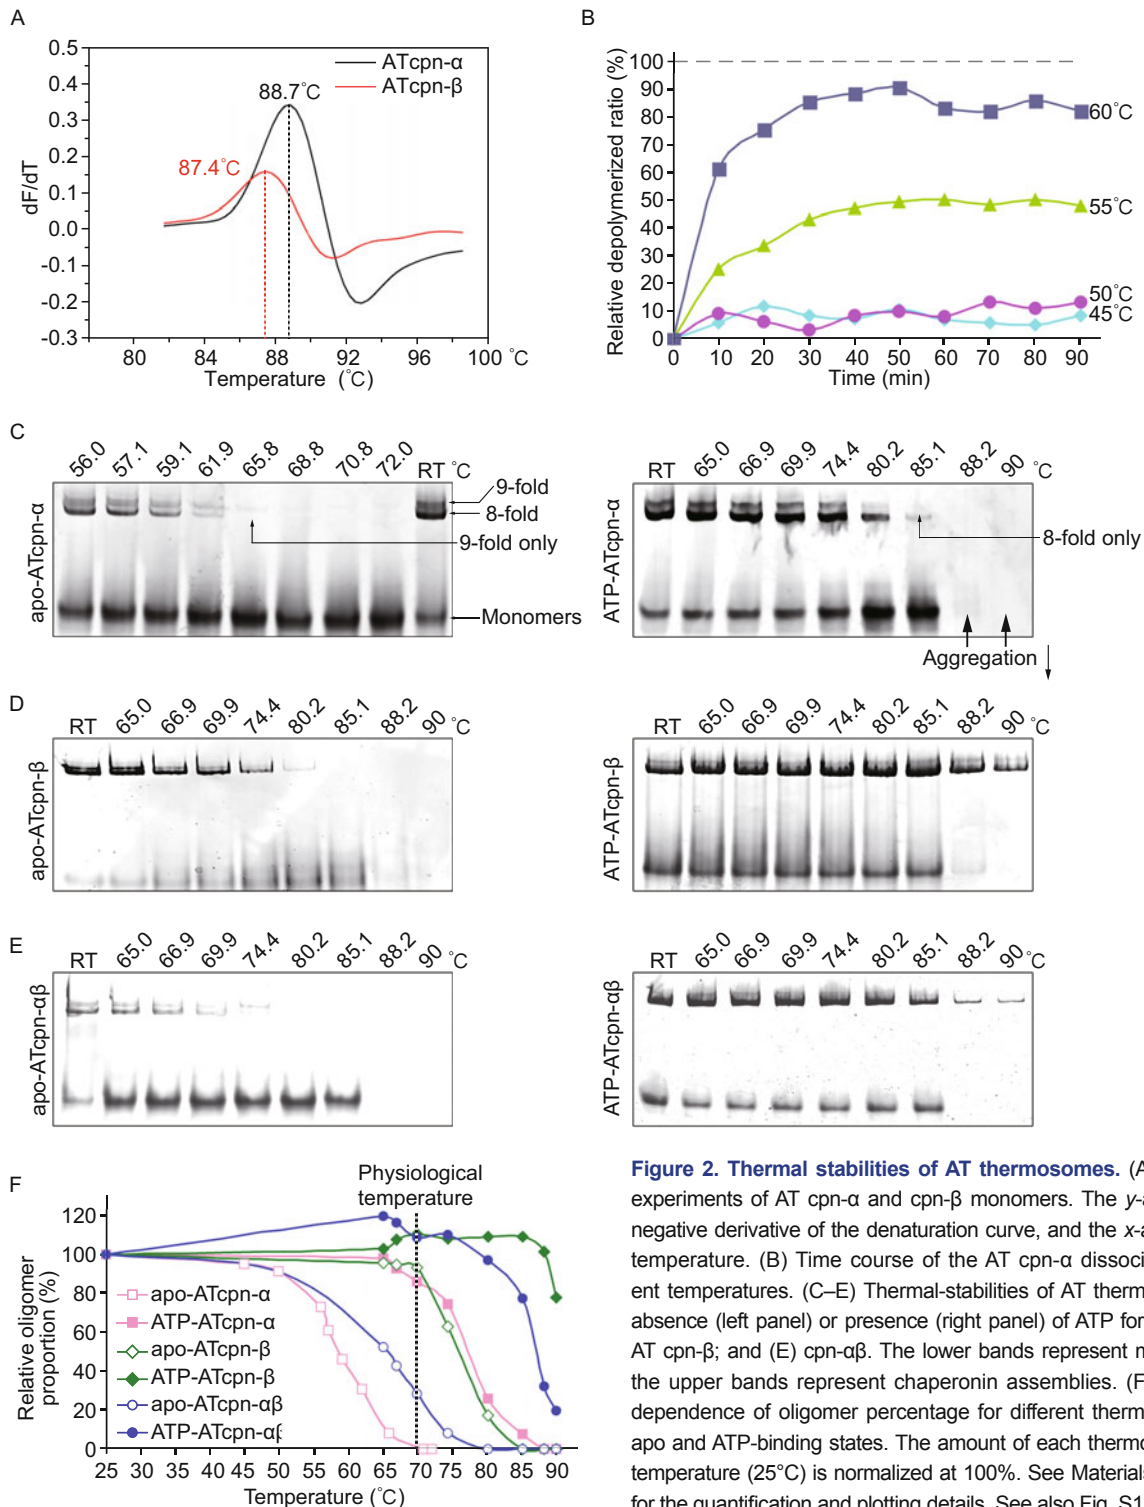 A
0.5
0.4
0.3
0.2
0.1
0.0
-0.1
-0.2
-0.3
dF/dT
ATcpn-α
ATcpn-β
88.7°C
87.4°C
80 84 88 92 96 100 °C
Temperature (°C)
B
100
90
80
70
60
50
40
30
20
10
0
Relative depolymerized ratio (%)
60°C
55°C
50°C
45°C
0 10 20 30 40 50 60 70 80 90
Time (min)
C
56.0 57.1 59.1 61.9 65.8 68.8 70.8 72.0 RT °C
apo-ATcpn-α
9-fold
8-fold
9-fold only
Monomers
RT 65.0 66.9 69.9 74.4 80.2 85.1 88.2 90 °C
ATP-ATcpn-α
8-fold only
Aggregation
D
RT 65.0 66.9 69.9 74.4 80.2 85.1 88.2 90 °C
apo-ATcpn-β
RT 65.0 66.9 69.9 74.4 80.2 85.1 88.2 90 °C
ATP-ATcpn-β
E
RT 65.0 66.9 69.9 74.4 80.2 85.1 88.2 90 °C
apo-ATcpn-αβ
RT 65.0 66.9 69.9 74.4 80.2 85.1 88.2 90 °C
ATP-ATcpn-αβ
F
Physiological
temperature
120
100
80
60
40
20
0
Relative oligomer
proportion (%)
apo-ATcpn-α
ATP-ATcpn-α
apo-ATcpn-β
ATP-ATcpn-β
apo-ATcpn-αβ
ATP-ATcpn-αβ
25 30 35 40 45 50 55 60 65 70 75 80 85 90
Temperature (°C)
Figure 2. Thermal stabilities of AT thermosomes. (A
experiments of AT cpn-α and cpn-β monomers. The y-a
negative derivative of the denaturation curve, and the x-a
temperature. (B) Time course of the AT cpn-α dissoci
ent temperatures. (C–E) Thermal-stabilities of AT therm
absence (left panel) or presence (right panel) of ATP for
AT cpn-β; and (E) cpn-αβ. The lower bands represent m
the upper bands represent chaperonin assemblies. (F
dependence of oligomer percentage for different therm
apo and ATP-binding states. The amount of each thermo
temperature (25°C) is normalized at 100%. See Materials
for the quantification and plotting details. See also Fig. S1